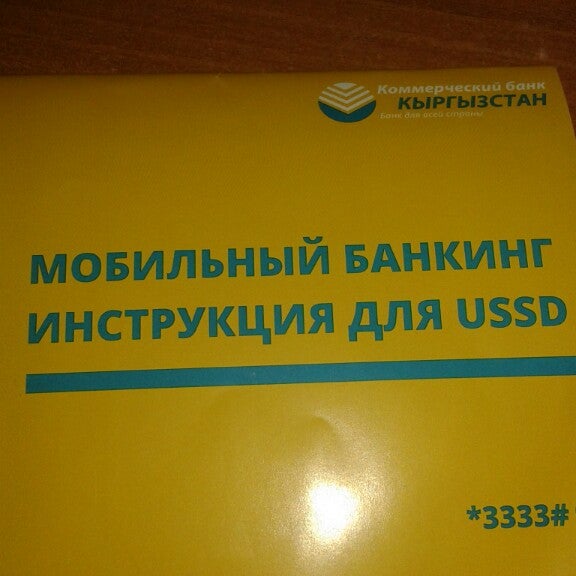 Коммерческий банк
КЫРГЫЗСТАН
Банк для всей страны
МОБИЛЬНЫЙ БАНКИНГ
ИНСТРУКЦИЯ ДЛЯ USSD
*3333#